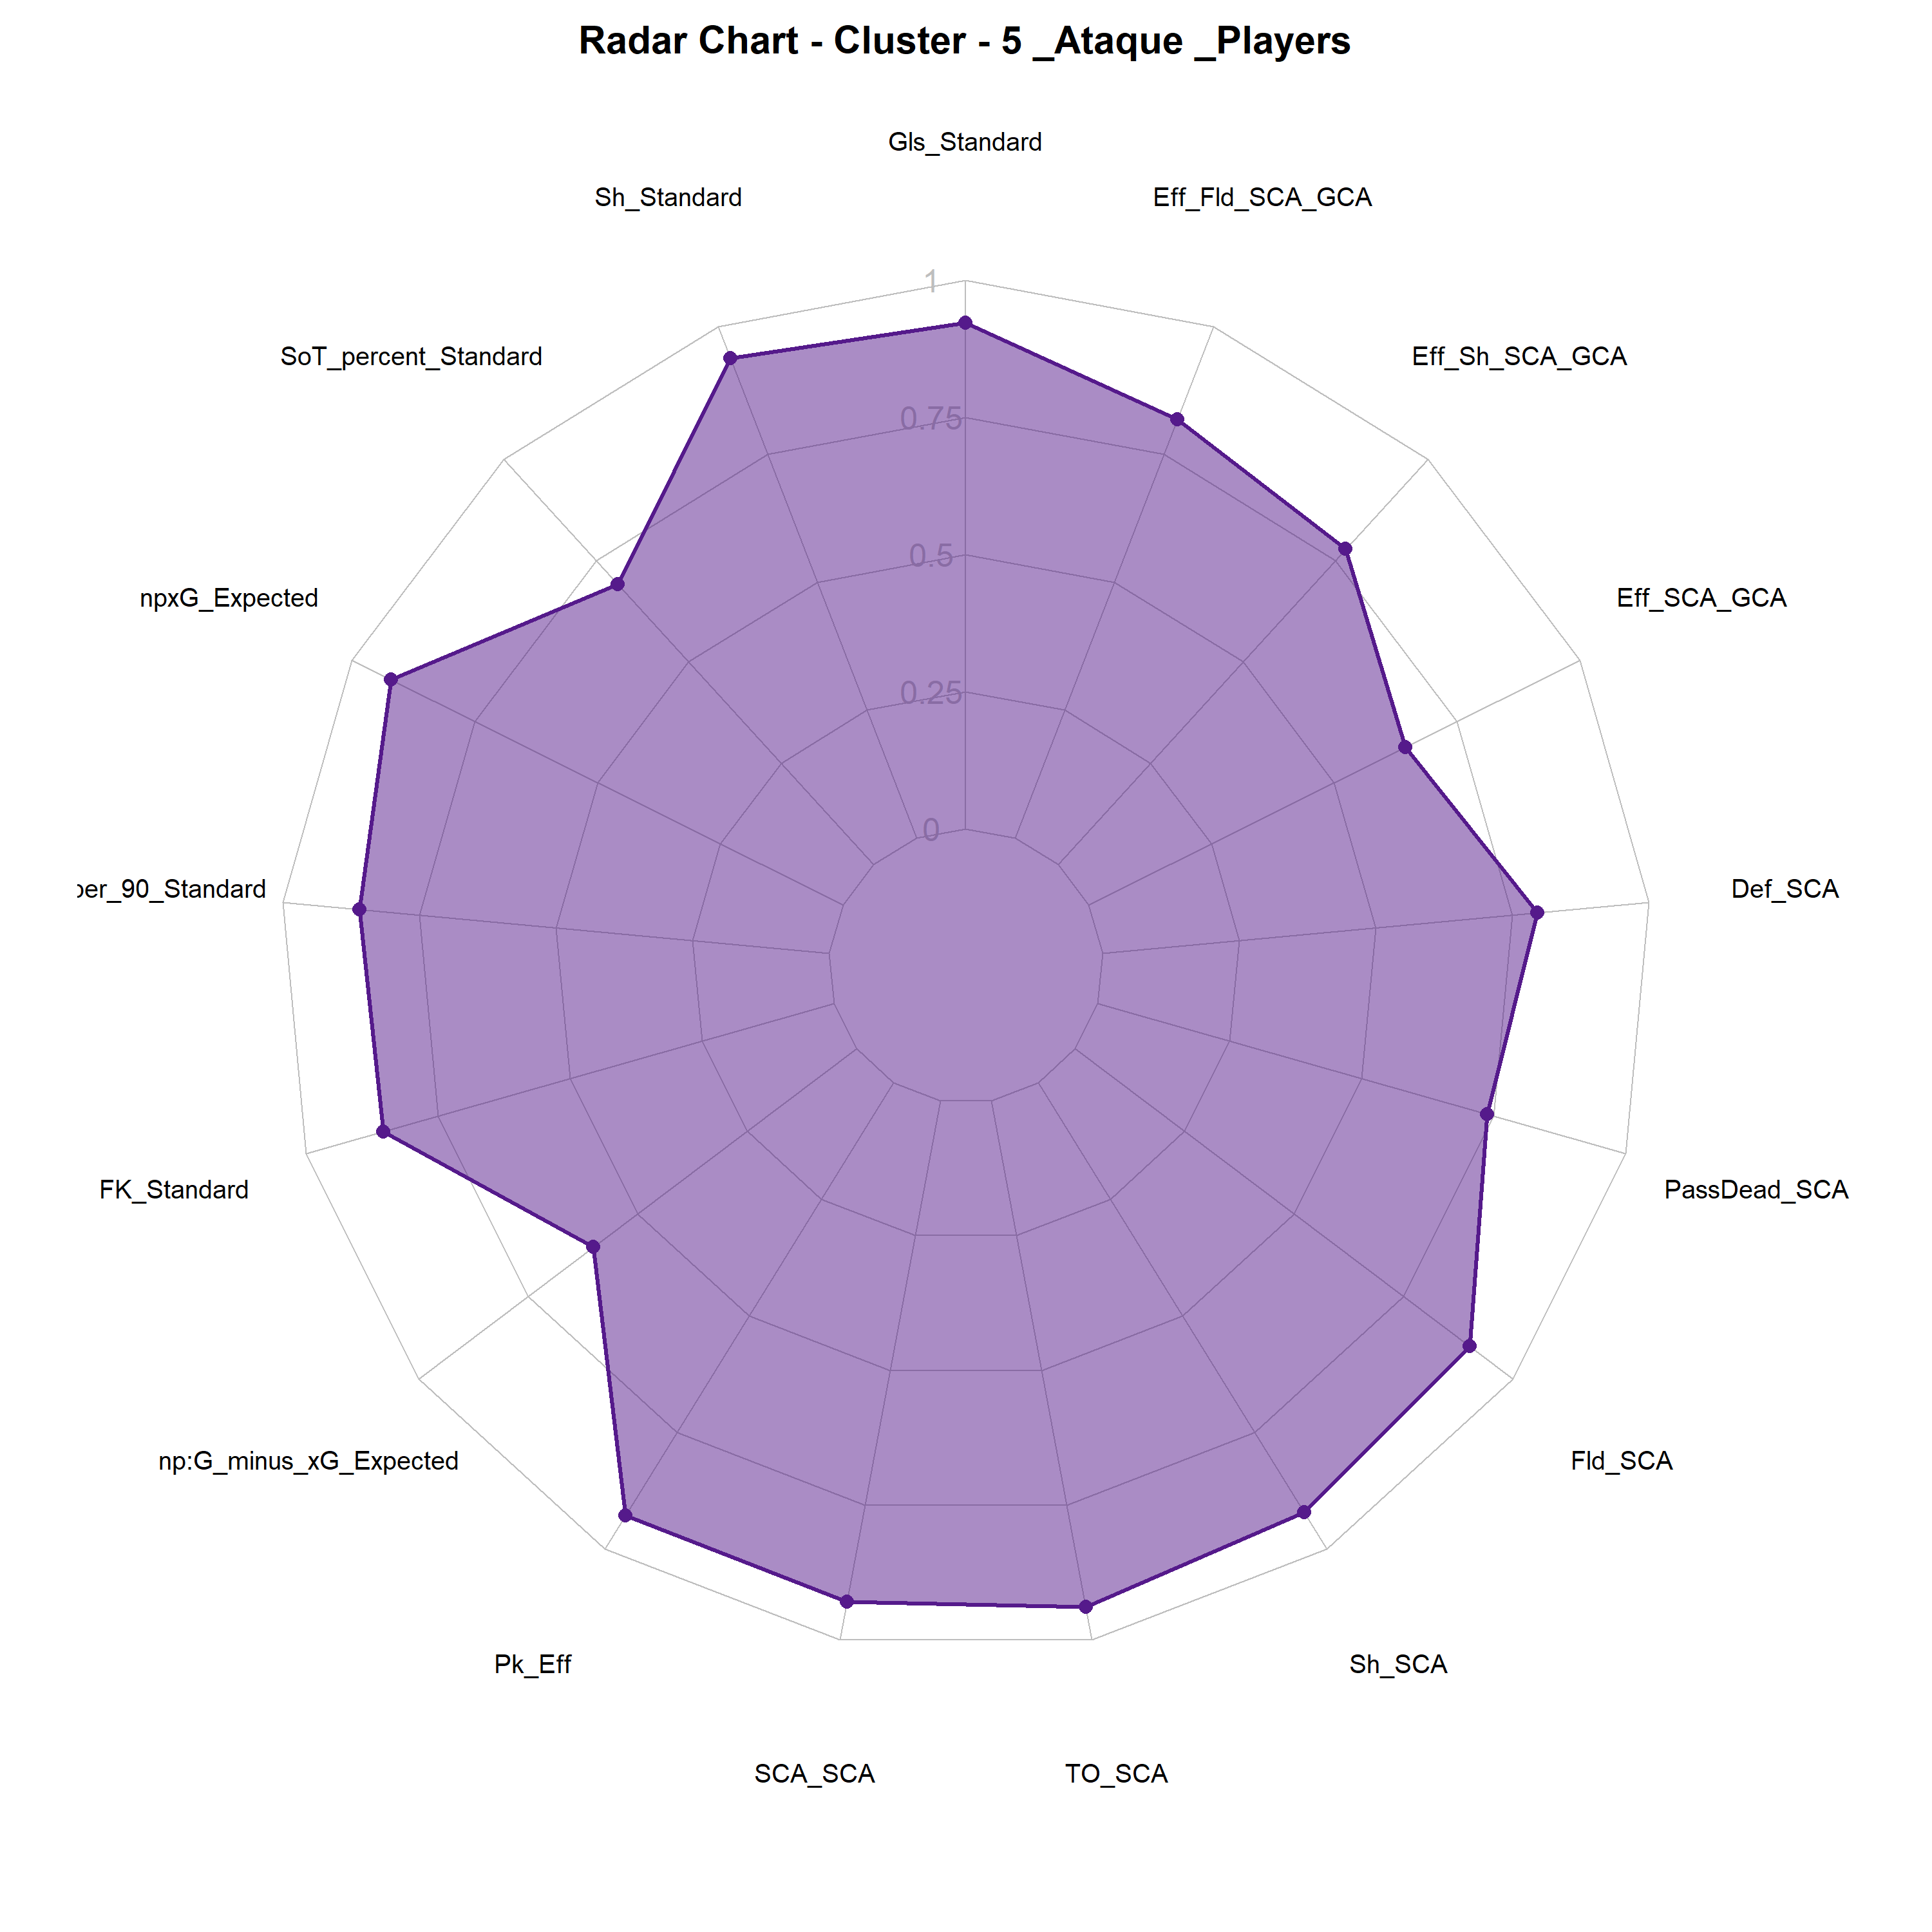 Radar Chart - Cluster - 5 _Ataque _Players
Gls_Standard
Sh_Standard
Eff_Fld_SCA_GCA
SoT_percent_Standard
Eff_Sh_SCA_GCA
npxG_Expected
Eff_SCA_GCA
per_90_Standard
Def_SCA
FK_Standard
PassDead_SCA
np:G_minus_xG_Expected
Fld_SCA
Pk_Eff
Sh_SCA
SCA_SCA
TO_SCA
1
0.75
0.5
0.25
0